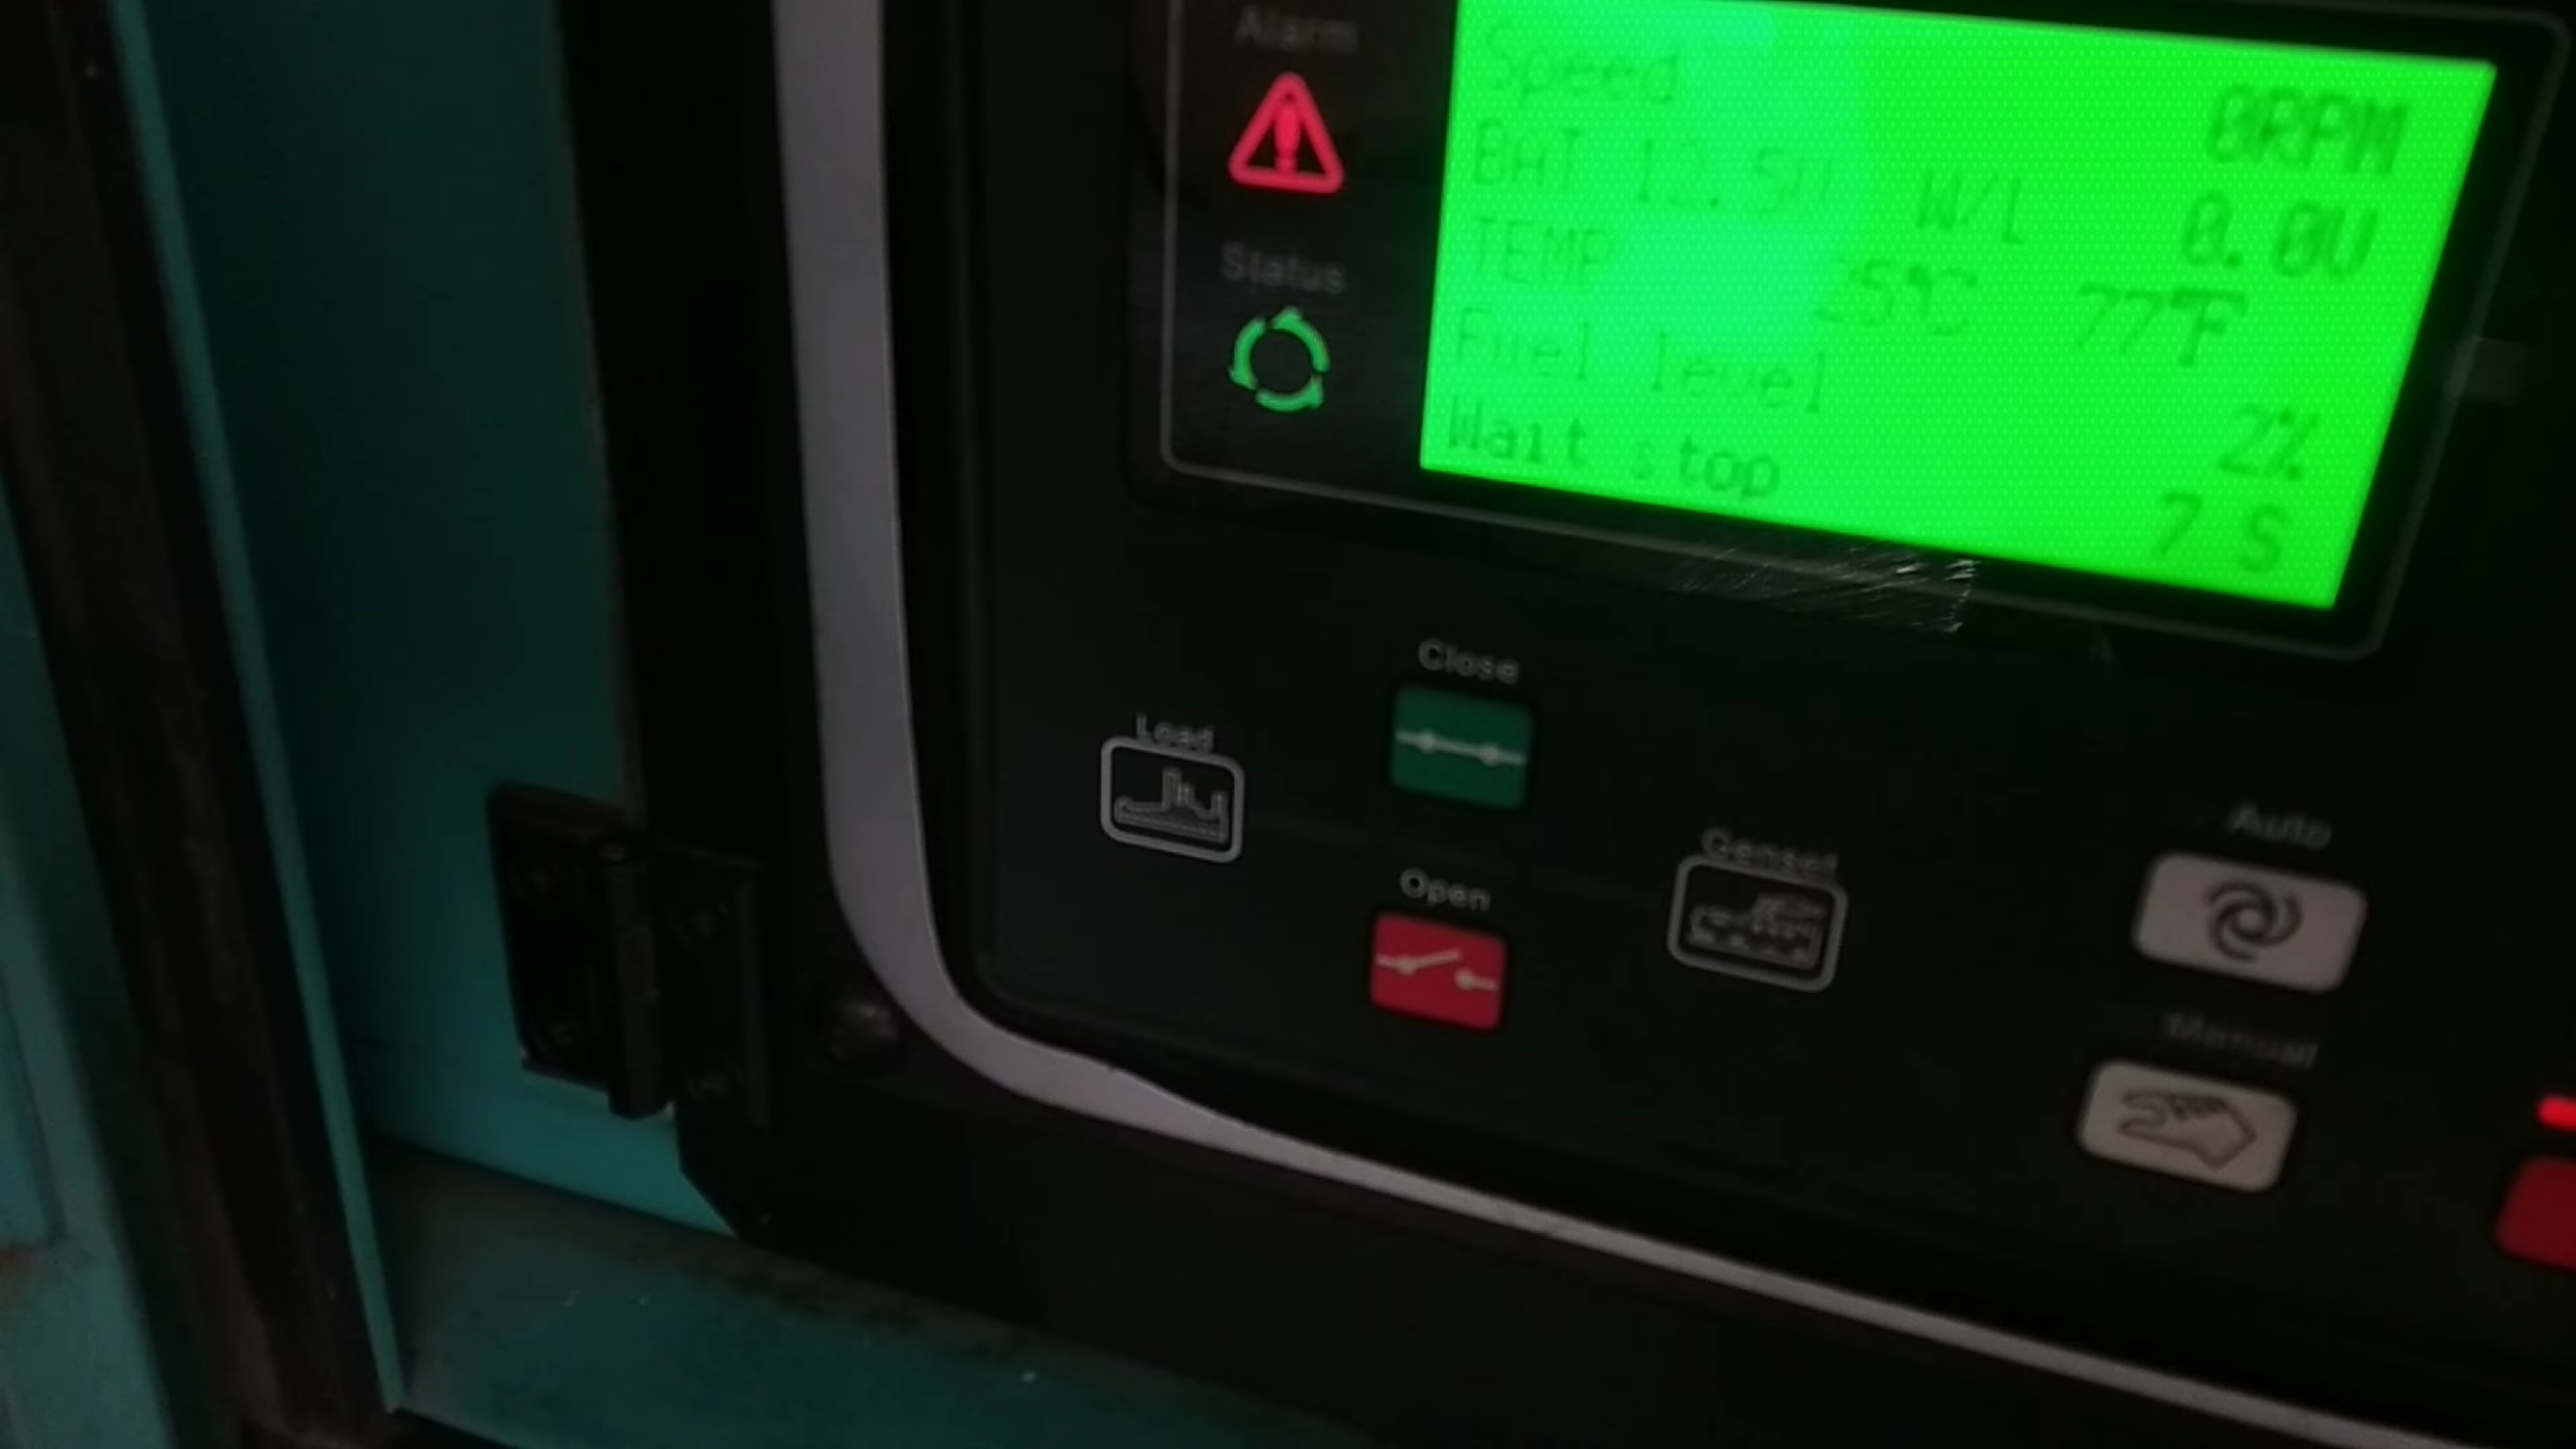 Alarm
Speed 0RPM
BAT 12.5V W/L 0.0V
TEMP 25℃ 77℉
Status
Fuel level 2%
Wait stop 7 S
Close
Load
Auto
Genset
Open
Manual